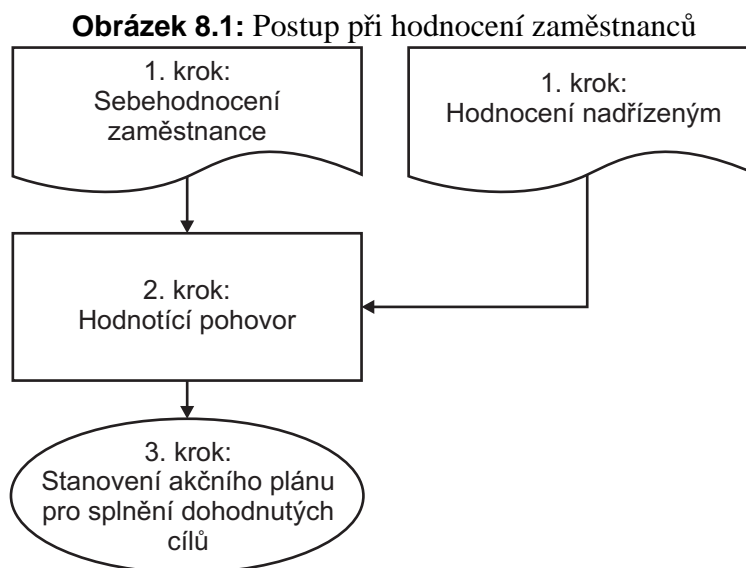 Obrázek 8.1: Postup při hodnocení zaměstnanců
1. krok:
Sebehodnocení
zaměstnance
1. krok:
Hodnocení nadřízeným
2. krok:
Hodnotící pohovor
3. krok:
Stanovení akčního plánu
pro splnění dohodnutých
cílů